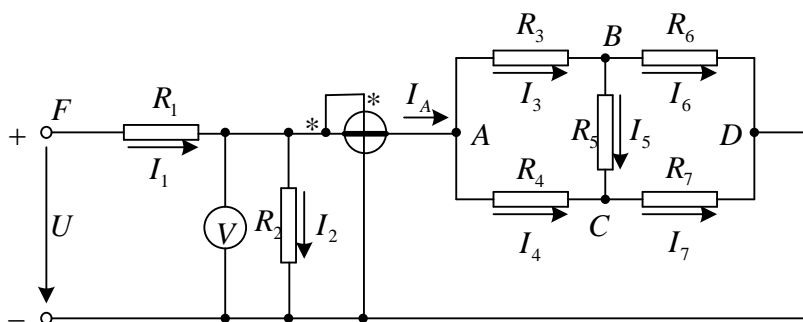 R3 B R6
F R1 * * IA I3 I6
+ A R5 I5 D
I1 R4 R7
U V R2 I2 C
I4 I7
−